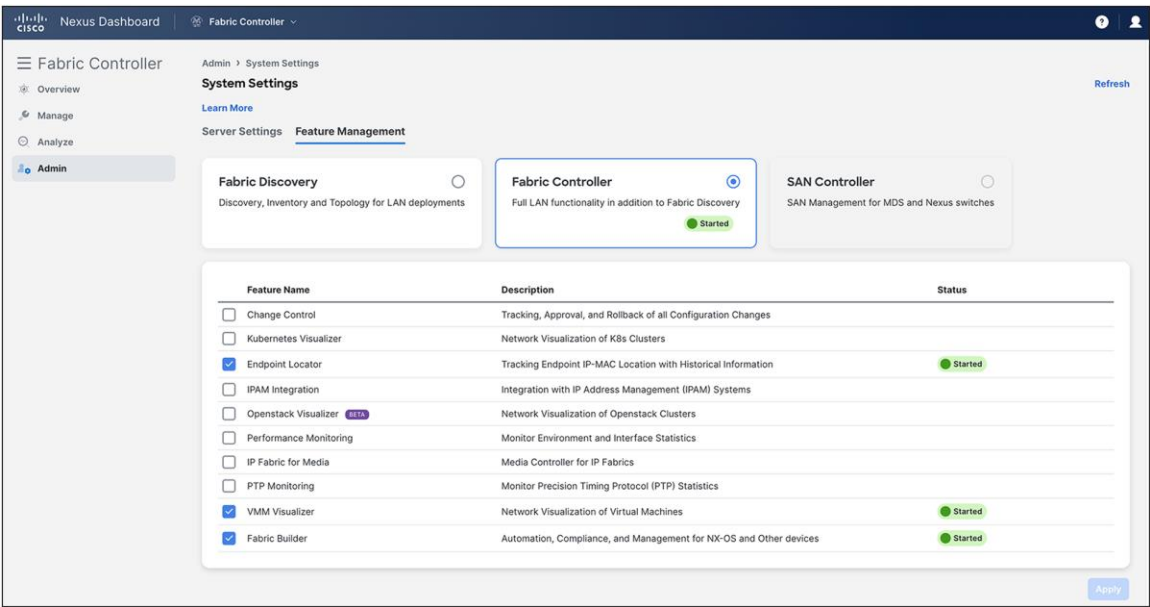 cisco Nexus Dashboard Fabric Controller
Fabric Controller
Overview
Manage
Analyze
Admin
Admin > System Settings
System Settings
Refresh
Learn More
Server Settings Feature Management
Fabric Discovery
Discovery, Inventory and Topology for LAN deployments
Fabric Controller
Full LAN functionality in addition to Fabric Discovery
Started
SAN Controller
SAN Management for MDS and Nexus switches
Feature Name Description Status
Change Control Tracking, Approval, and Rollback of all Configuration Changes
Kubernetes Visualizer Network Visualization of K8s Clusters
Endpoint Locator Tracking Endpoint IP-MAC Location with Historical Information Started
IPAM Integration Integration with IP Address Management (IPAM) Systems
Openstack Visualizer BETA Network Visualization of Openstack Clusters
Performance Monitoring Monitor Environment and Interface Statistics
IP Fabric for Media Media Controller for IP Fabrics
PTP Monitoring Monitor Precision Timing Protocol (PTP) Statistics
VMM Visualizer Network Visualization of Virtual Machines Started
Fabric Builder Automation, Compliance, and Management for NX-OS and Other devices Started
Apply